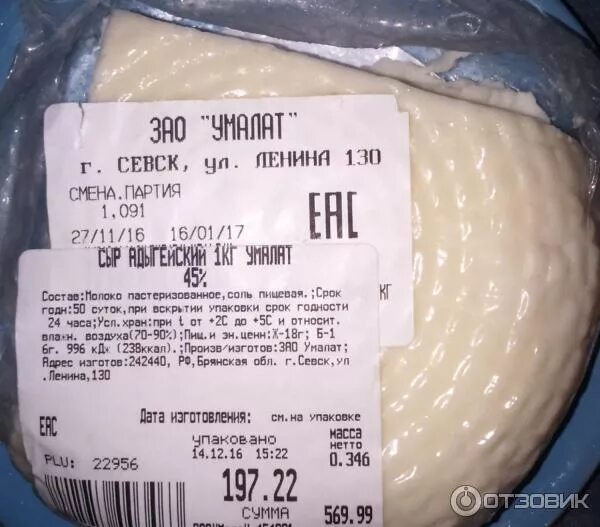 ЗАО "УМАЛАТ"
г. СЕВСК, ул. ЛЕНИНА 130
СМЕНА.ПАРТИЯ
1.091
27/11/16 16/01/17
EAC
КГ
СЫР АДЫГЕЙСКИЙ 1КГ УМАЛАТ
45%
Состав:Молоко пастеризованное,соль пищевая.;Срок
годн:50 суток,при вскрытии упаковки срок годности
24 часа;Усл.хран:при t от +2С до +5С и относит.
влажн. воздуха(70-90%);Пищ.и эн.ценн:Ж-18г; Б-1
6г. 996 кДж (238ккал).;Произв/изготов:ЗАО Умалат;
Адрес изготов:242440, РФ,Брянская обл. г.Севск,ул
.Ленина,130
EAC
Дата изготовления: см.на упаковке
упаковано
14.12.16 15:22
масса
нетто
0.346
PLU: 22956
197.22
СУММА
569.99
ОТЗОВИК